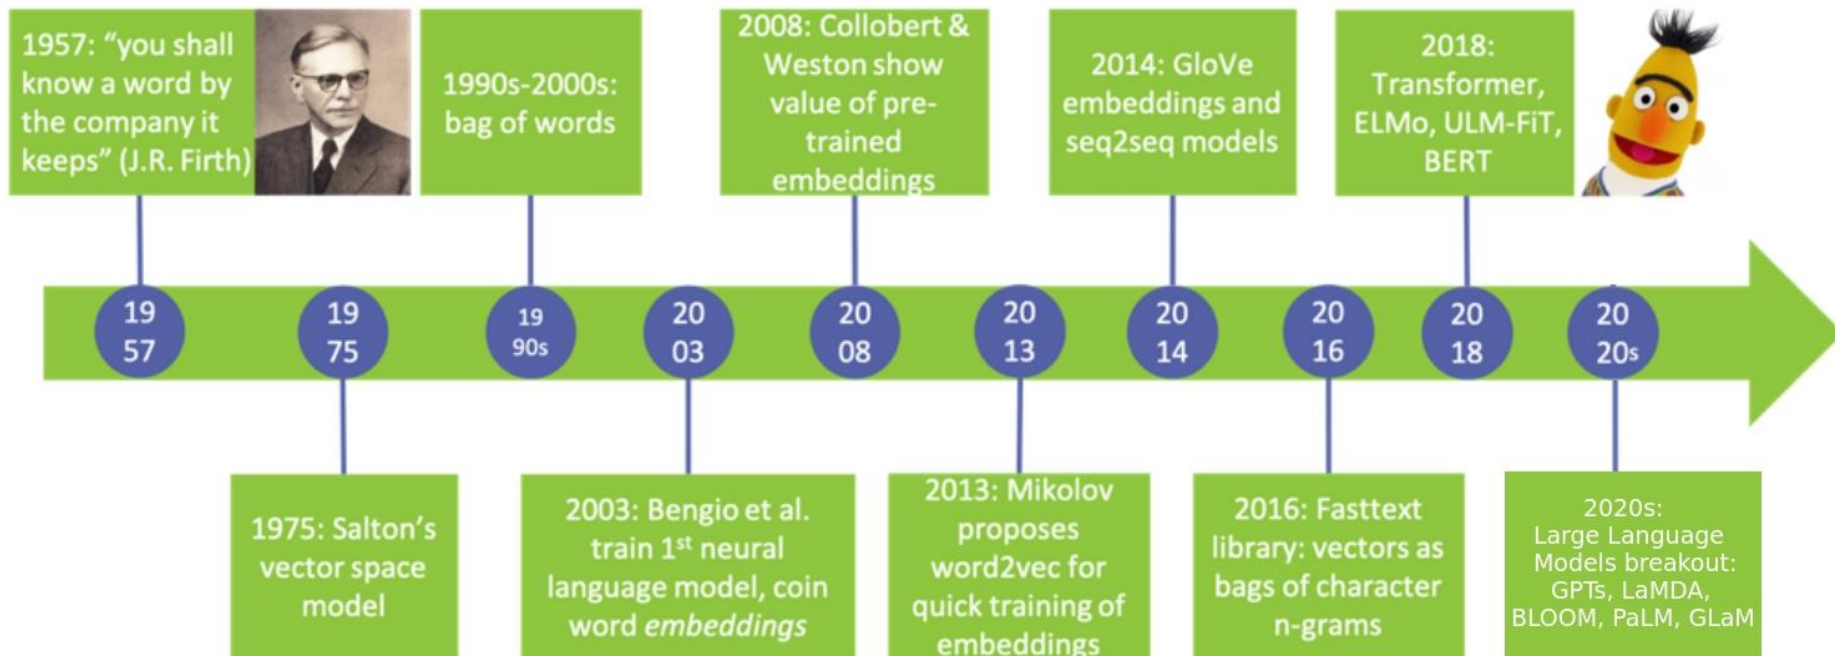 1957: “you shall
know a word by
the company it
keeps” (J.R. Firth)
1990s-2000s:
bag of words
2008: Collobert &
Weston show
value of pre-
trained
embeddings
2014: GloVe
embeddings and
seq2seq models
2018:
Transformer,
ELMo, ULM-FiT,
BERT
19
57
19
75
19
90s
20
03
20
08
20
13
20
14
20
16
20
18
20
20s
1975: Salton’s
vector space
model
2003: Bengio et al.
train 1st neural
language model, coin
word embeddings
2013: Mikolov
proposes
word2vec for
quick training of
embeddings
2016: Fasttext
library: vectors as
bags of character
n-grams
2020s:
Large Language
Models breakout:
GPTs, LaMDA,
BLOOM, PaLM, GLaM